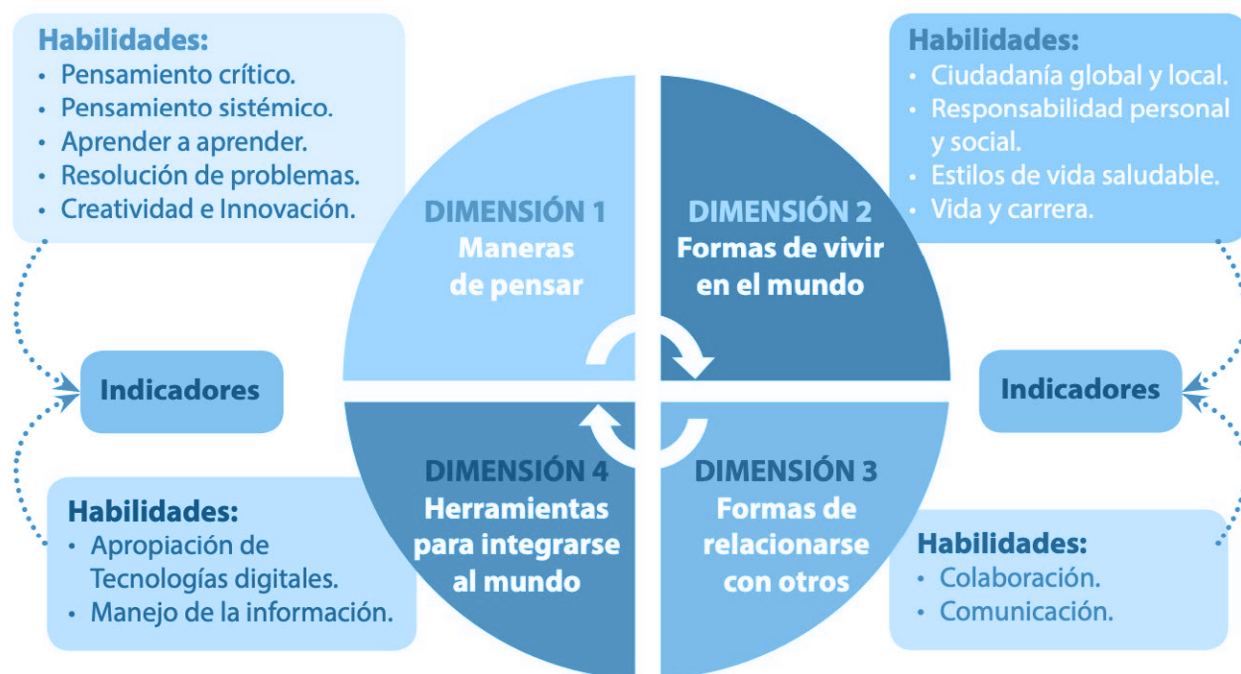 Habilidades:
• Pensamiento crítico.
• Pensamiento sistémico.
• Aprender a aprender.
• Resolución de problemas.
• Creatividad e Innovación.
DIMENSIÓN 1
Maneras
de pensar
DIMENSIÓN 2
Formas de vivir
en el mundo
Habilidades:
• Ciudadanía global y local.
• Responsabilidad personal
y social.
• Estilos de vida saludable.
• Vida y carrera.
Indicadores
Indicadores
DIMENSIÓN 4
Herramientas
para integrarse
al mundo
DIMENSIÓN 3
Formas de
relacionarse
con otros
Habilidades:
• Apropiación de
Tecnologías digitales.
• Manejo de la información.
Habilidades:
• Colaboración.
• Comunicación.